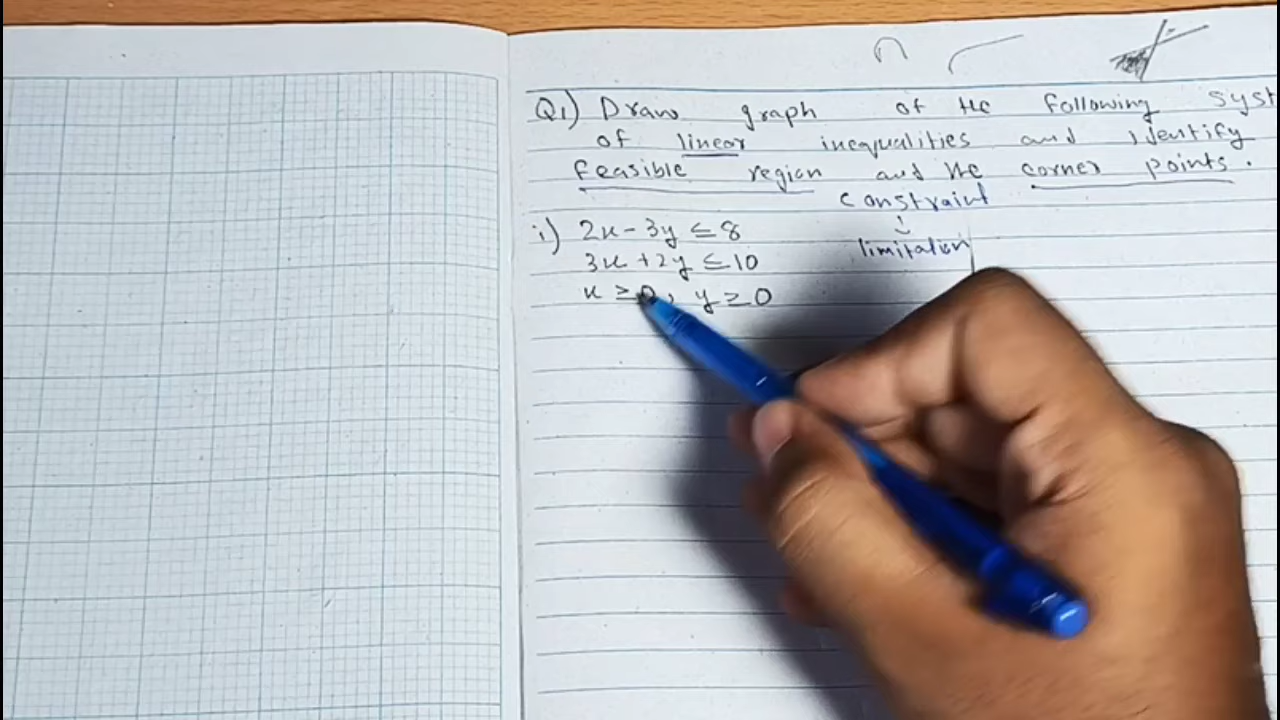 Q1) Draw graph of the following syst
of linear inequalities and identify
feasible region and the corner points.
constraint
limitation
i) 2x - 3y ≤ 8
3x + 2y ≤ 10
x ≥ 0, y ≥ 0